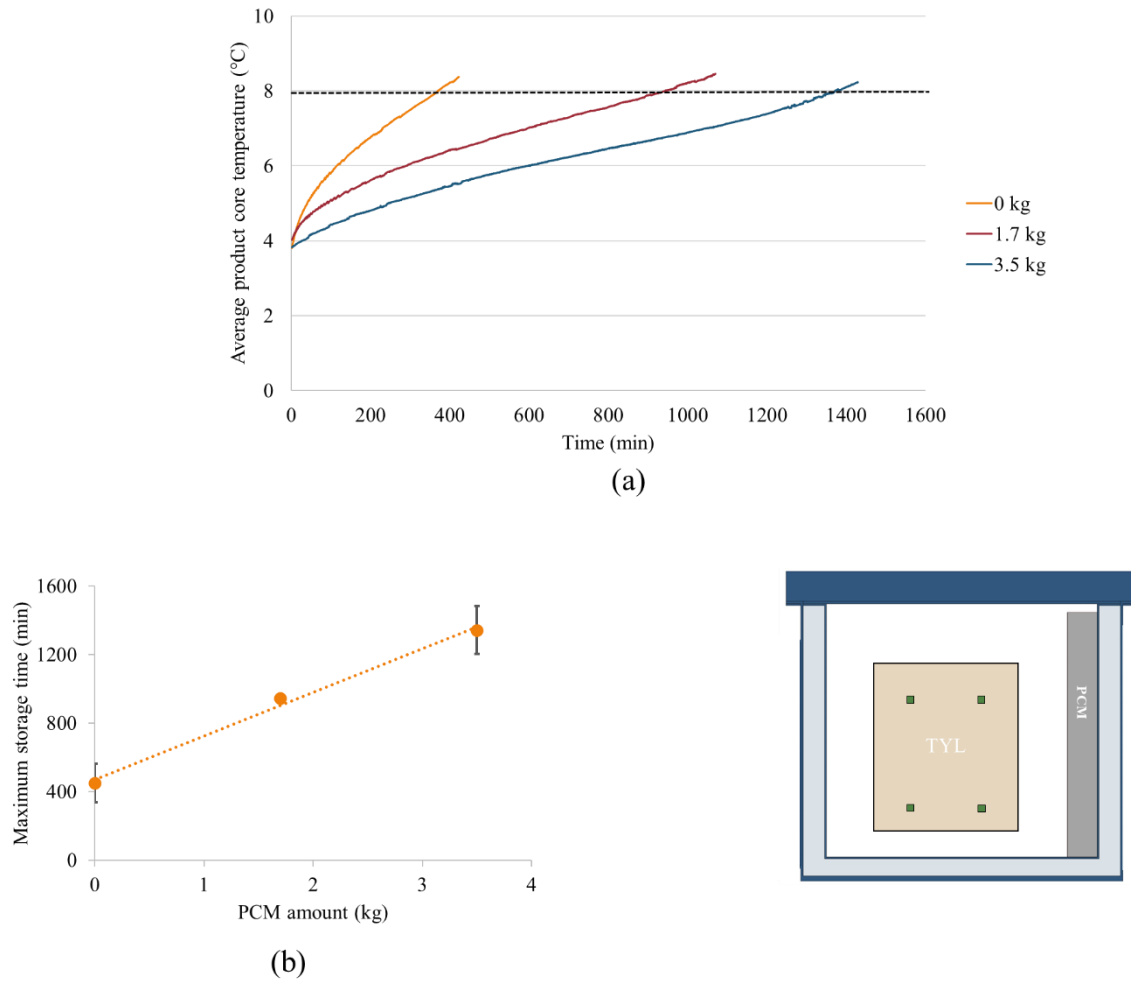 Average product core temperature (°C)
10
8
6
4
2
0
0 200 400 600 800 1000 1200 1400 1600
Time (min)
0 kg
1.7 kg
3.5 kg
(a)
Maximum storage time (min)
1600
1200
800
400
0
0 1 2 3 4
PCM amount (kg)
(b)
TYL
PCM